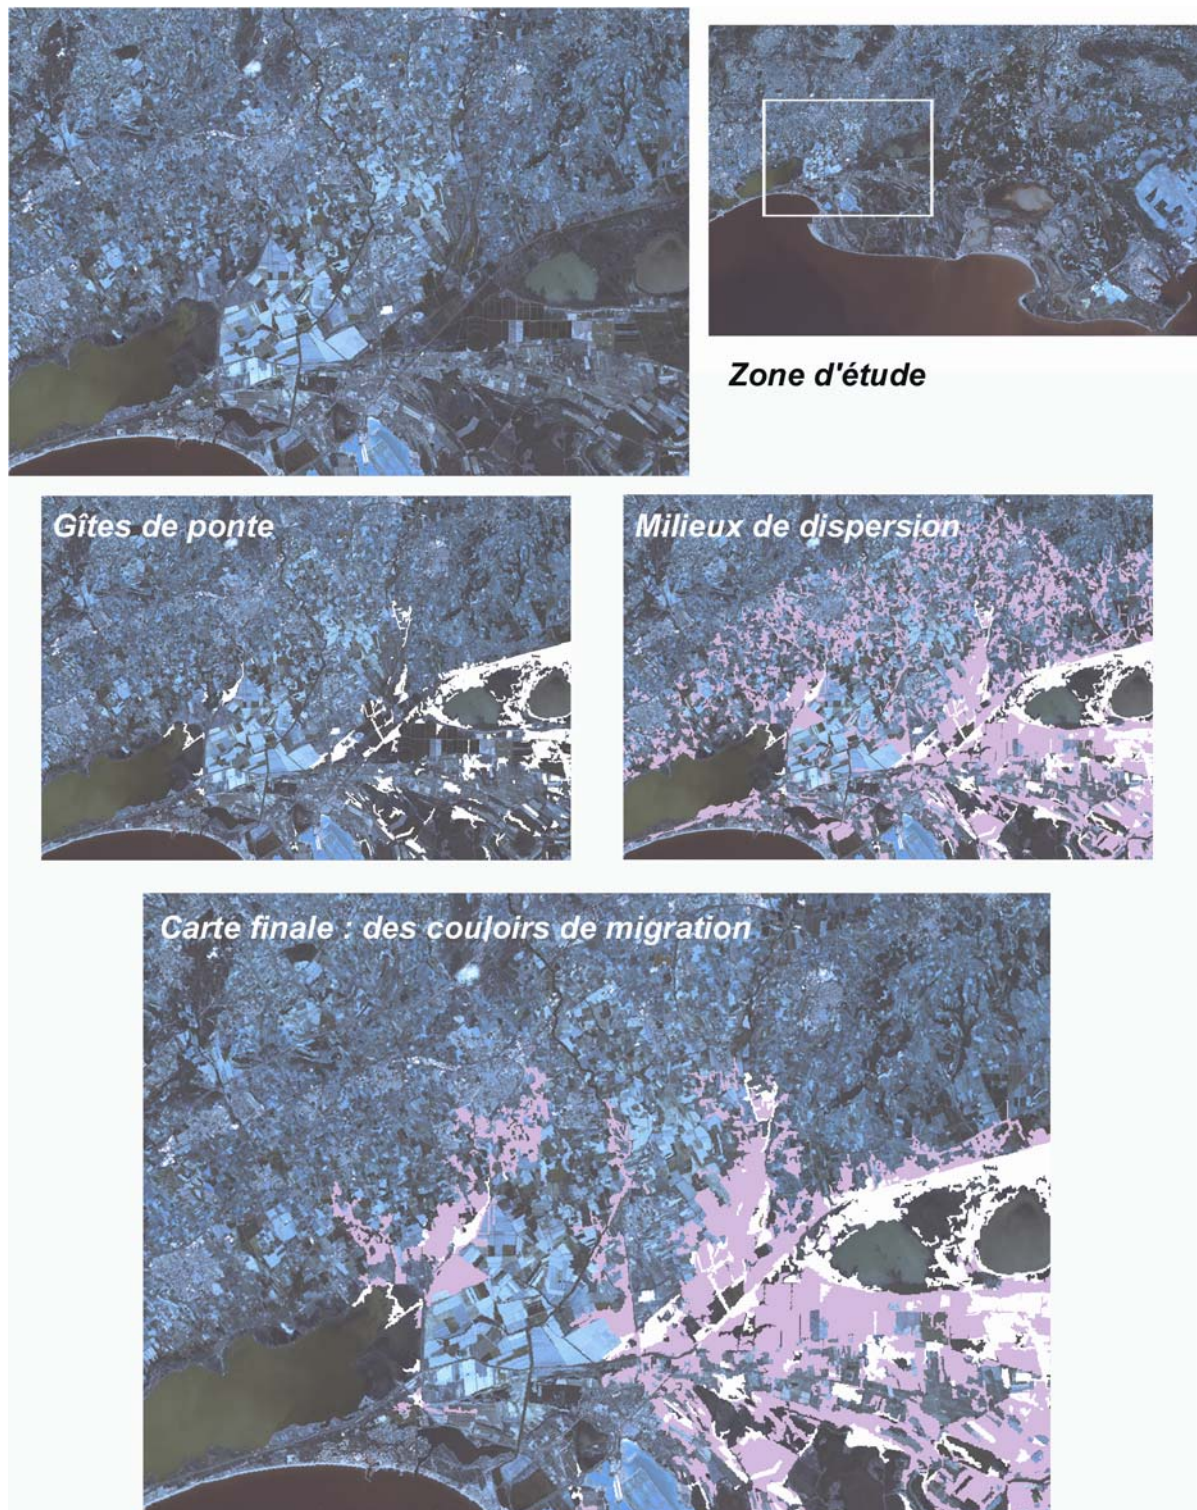 Zone d'étude
Gîtes de ponte
Milieux de dispersion
Carte finale : des couloirs de migration